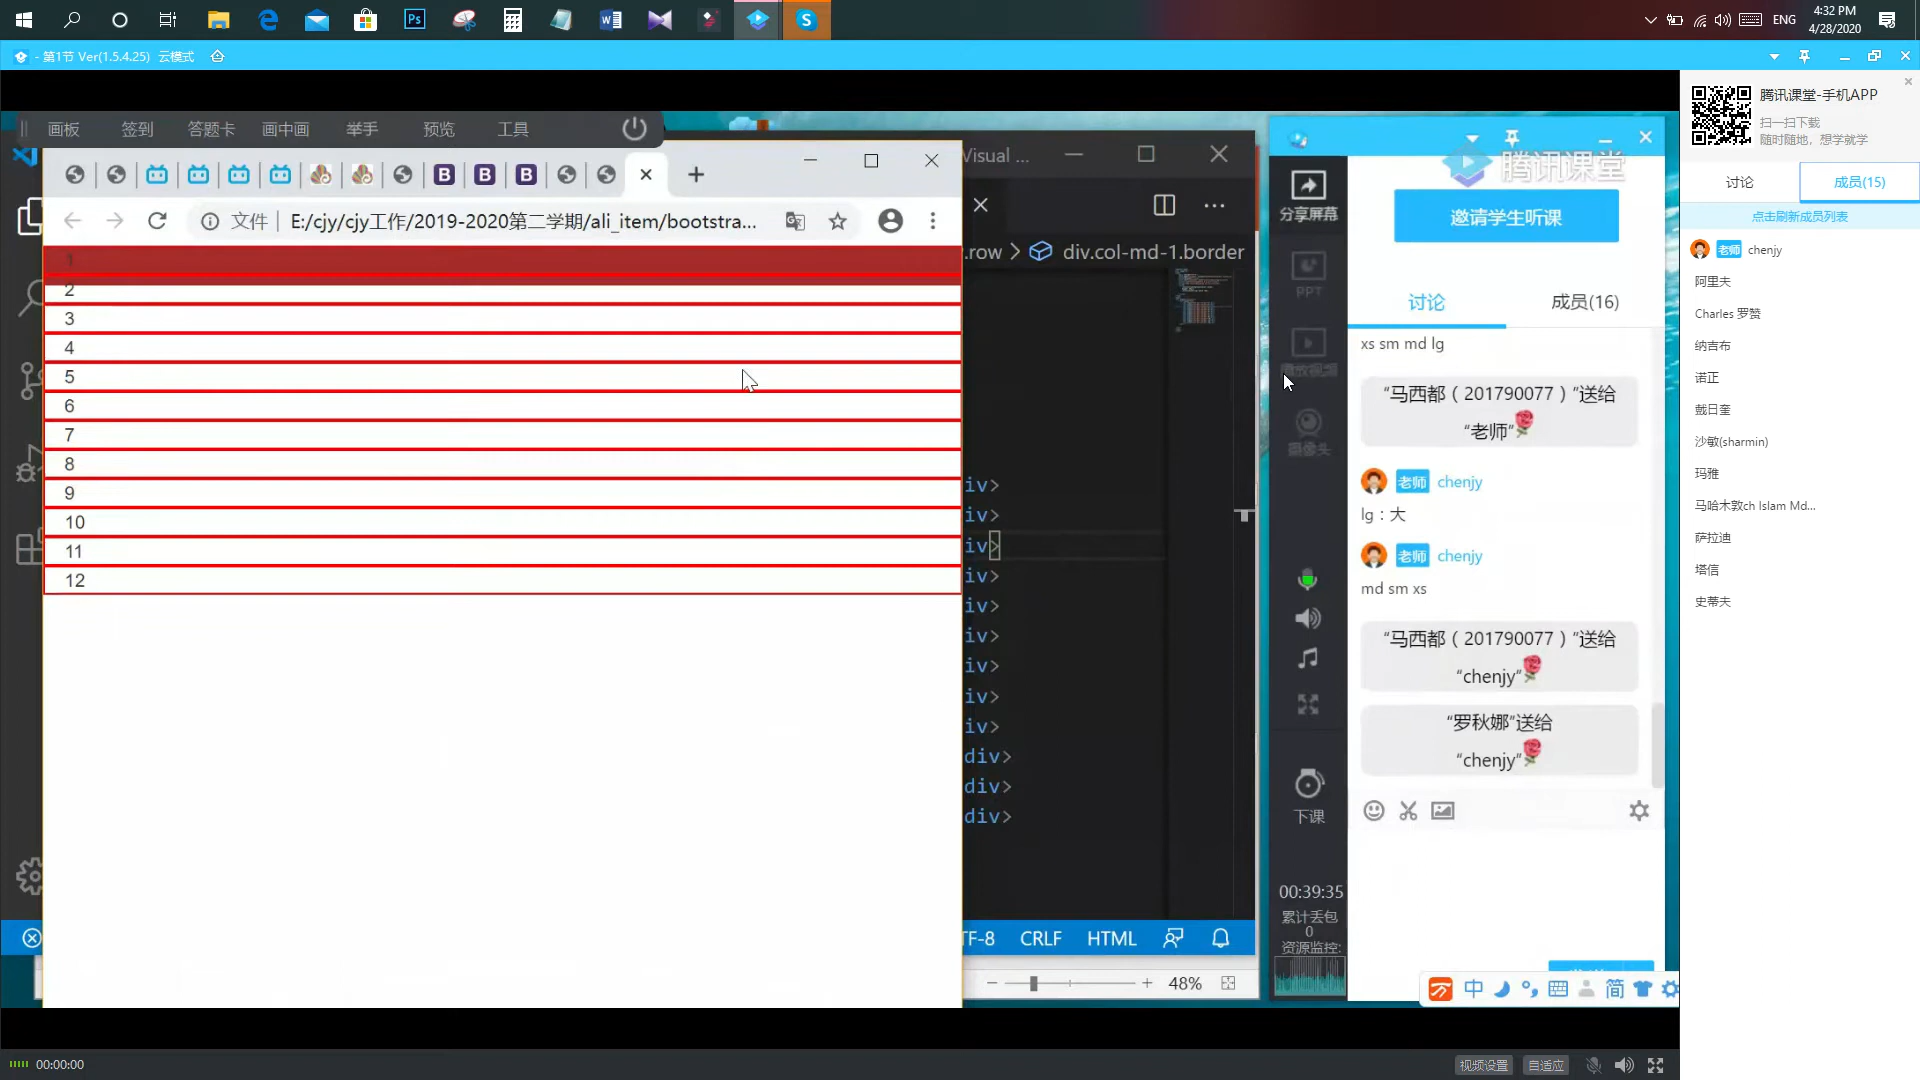 Ps
ENG
4:32 PM
4/28/2020
- 第1节 Ver(1.5.4.25) 云模式
画板 签到 答题卡 画中画 举手 预览 工具
Visual ...
文件 | E:/cjy/cjy工作/2019-2020第二学期/ali_item/bootstra...
.row > div.col-md-1.border
1
2
3
4
5
6
7
8
9
10
11
12
iv>
iv>
iv>
iv>
iv>
iv>
iv>
iv>
iv>
div>
div>
div>
TF-8 CRLF HTML
48%
分享屏幕
PPT
播放视频
摄像头
下课
00:39:35
累计丢包
0
资源监控:
腾讯课堂
邀请学生听课
讨论 成员(16)
xs sm md lg
“马西都（201790077）“送给
“老师“
老师 chenjy
lg：大
老师 chenjy
md sm xs
“马西都（201790077）“送给
“chenjy“
“罗秋娜“送给
“chenjy“
中 简
腾讯课堂-手机APP
扫一扫下载
随时随地，想学就学
讨论 成员(15)
点击刷新成员列表
老师 chenjy
阿里夫
Charles 罗赞
纳吉布
诺正
戴日奎
沙敏(sharmin)
玛雅
马哈木敦ch Islam Md...
萨拉迪
塔信
史蒂夫
00:00:00
视频设置 自适应